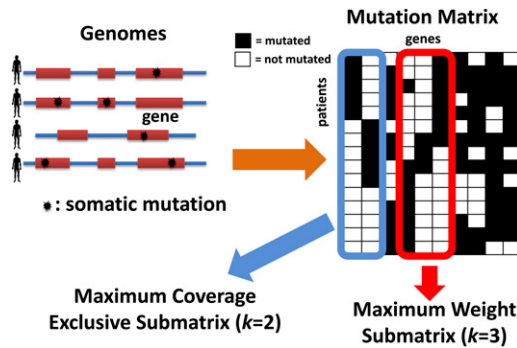 Genomes
gene
: somatic mutation
Mutation Matrix
= mutated
= not mutated
genes
patients
Maximum Coverage
Exclusive Submatrix (k=2)
Maximum Weight
Submatrix (k=3)